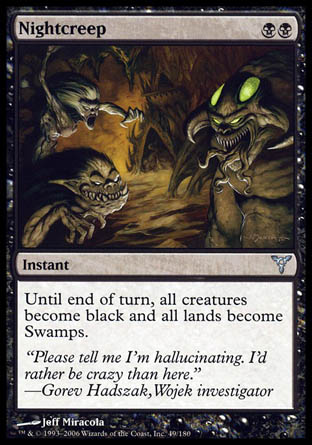 Nightcreep
Instant
Until end of turn, all creatures
become black and all lands become
Swamps.
“Please tell me I’m hallucinating. I’d
rather be crazy than here.”
—Gorev Hadszak, Wojek investigator
Jeff Miracola
™ & © 1993–2006 Wizards of the Coast, Inc. 49/180